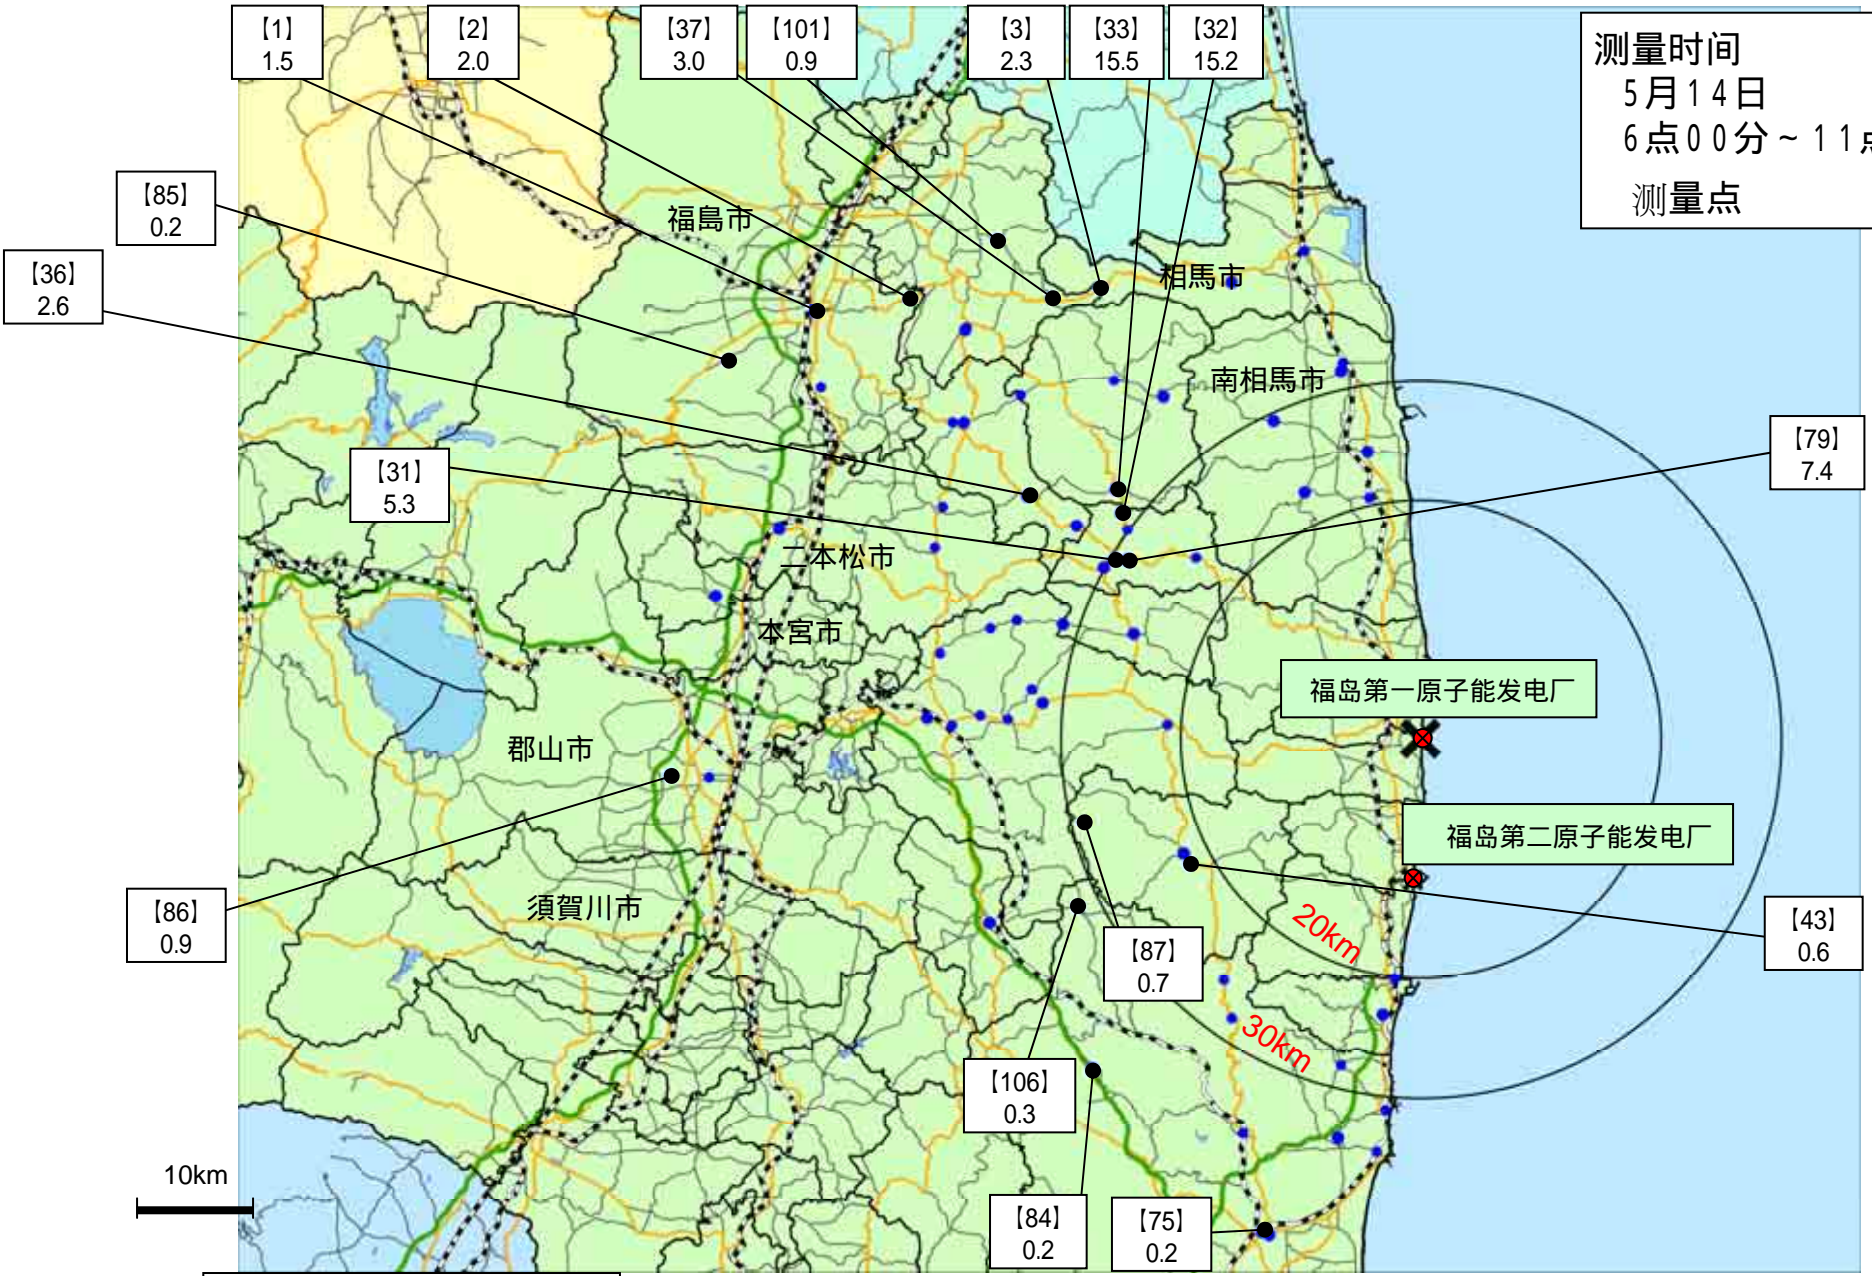 【1】
1.5
【2】
2.0
【37】
3.0
【101】
0.9
【3】
2.3
【33】
15.5
【32】
15.2
测量时间
5月14日
6点00分～11点
测量点
【85】
0.2
福島市
【36】
2.6
相馬市
南相馬市
【79】
7.4
【31】
5.3
二本松市
本宮市
福岛第一原子能发电厂
郡山市
福岛第二原子能发电厂
【86】
0.9
須賀川市
20km
【43】
0.6
【87】
0.7
30km
【106】
0.3
10km
【84】
0.2
【75】
0.2